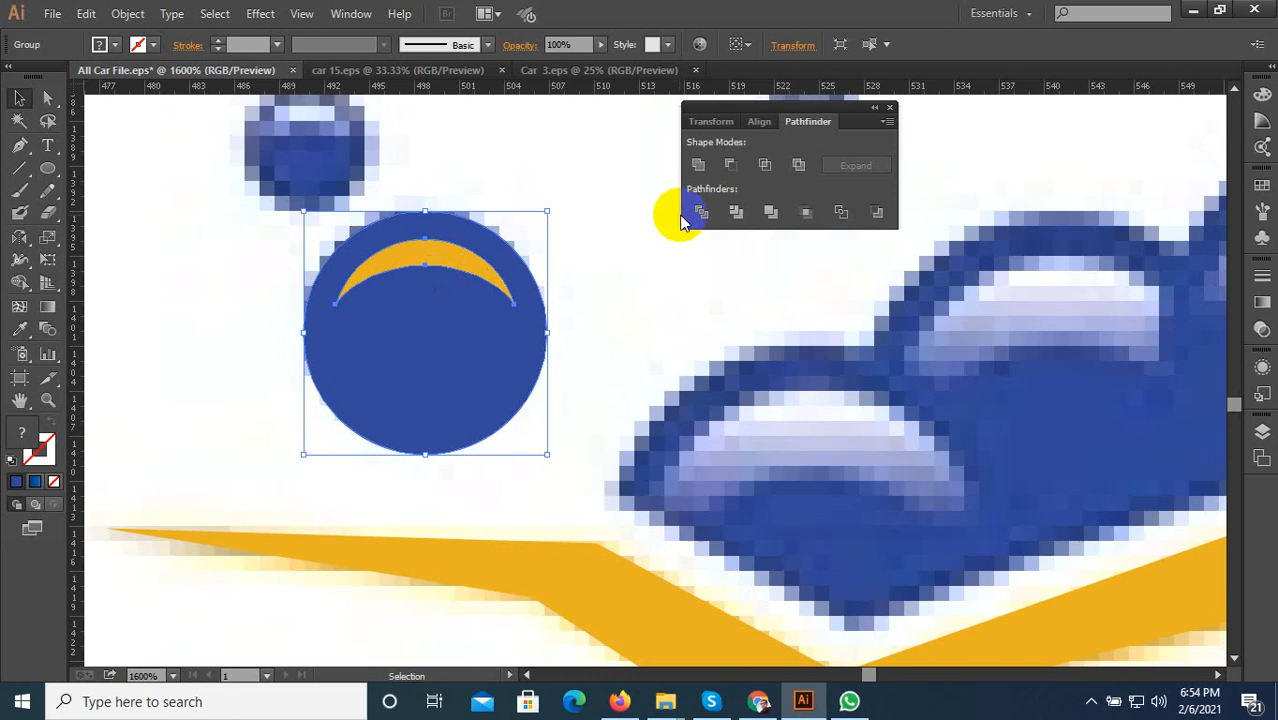 Ai File Edit Object Type Select Effect View Window Help Br Essentials
Group Stroke: Basic Opacity: 100% Style: Transform
All Car File.eps* @ 1600% (RGB/Preview) × car 15.eps @ 33.33% (RGB/Preview) × Car 3.eps @ 25% (RGB/Preview) ×
477 480 483 486 489 492 495 498 501 504 507 510 513 516 519 522 525 528 531 534 537 540 543 546 549
Transform Align Pathfinder
Shape Modes:
Expand
Pathfinders:
?
1600% 1 Selection
Type here to search
S Ai
6:54 PM
2/6/2021
21